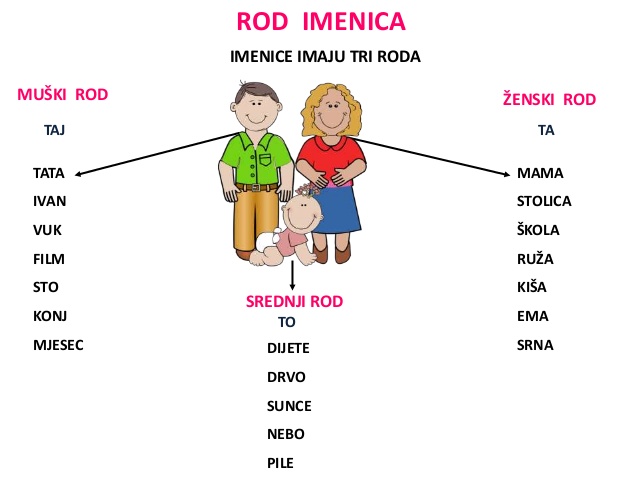 ROD IMENICA
IMENICE IMAJU TRI RODA
MUŠKI ROD
TAJ
TATA
IVAN
VUK
FILM
STO
KONJ
MJESEC
SREDNJI ROD
TO
DIJETE
DRVO
SUNCE
NEBO
PILE
ŽENSKI ROD
TA
MAMA
STOLICA
ŠKOLA
RUŽA
KIŠA
EMA
SRNA